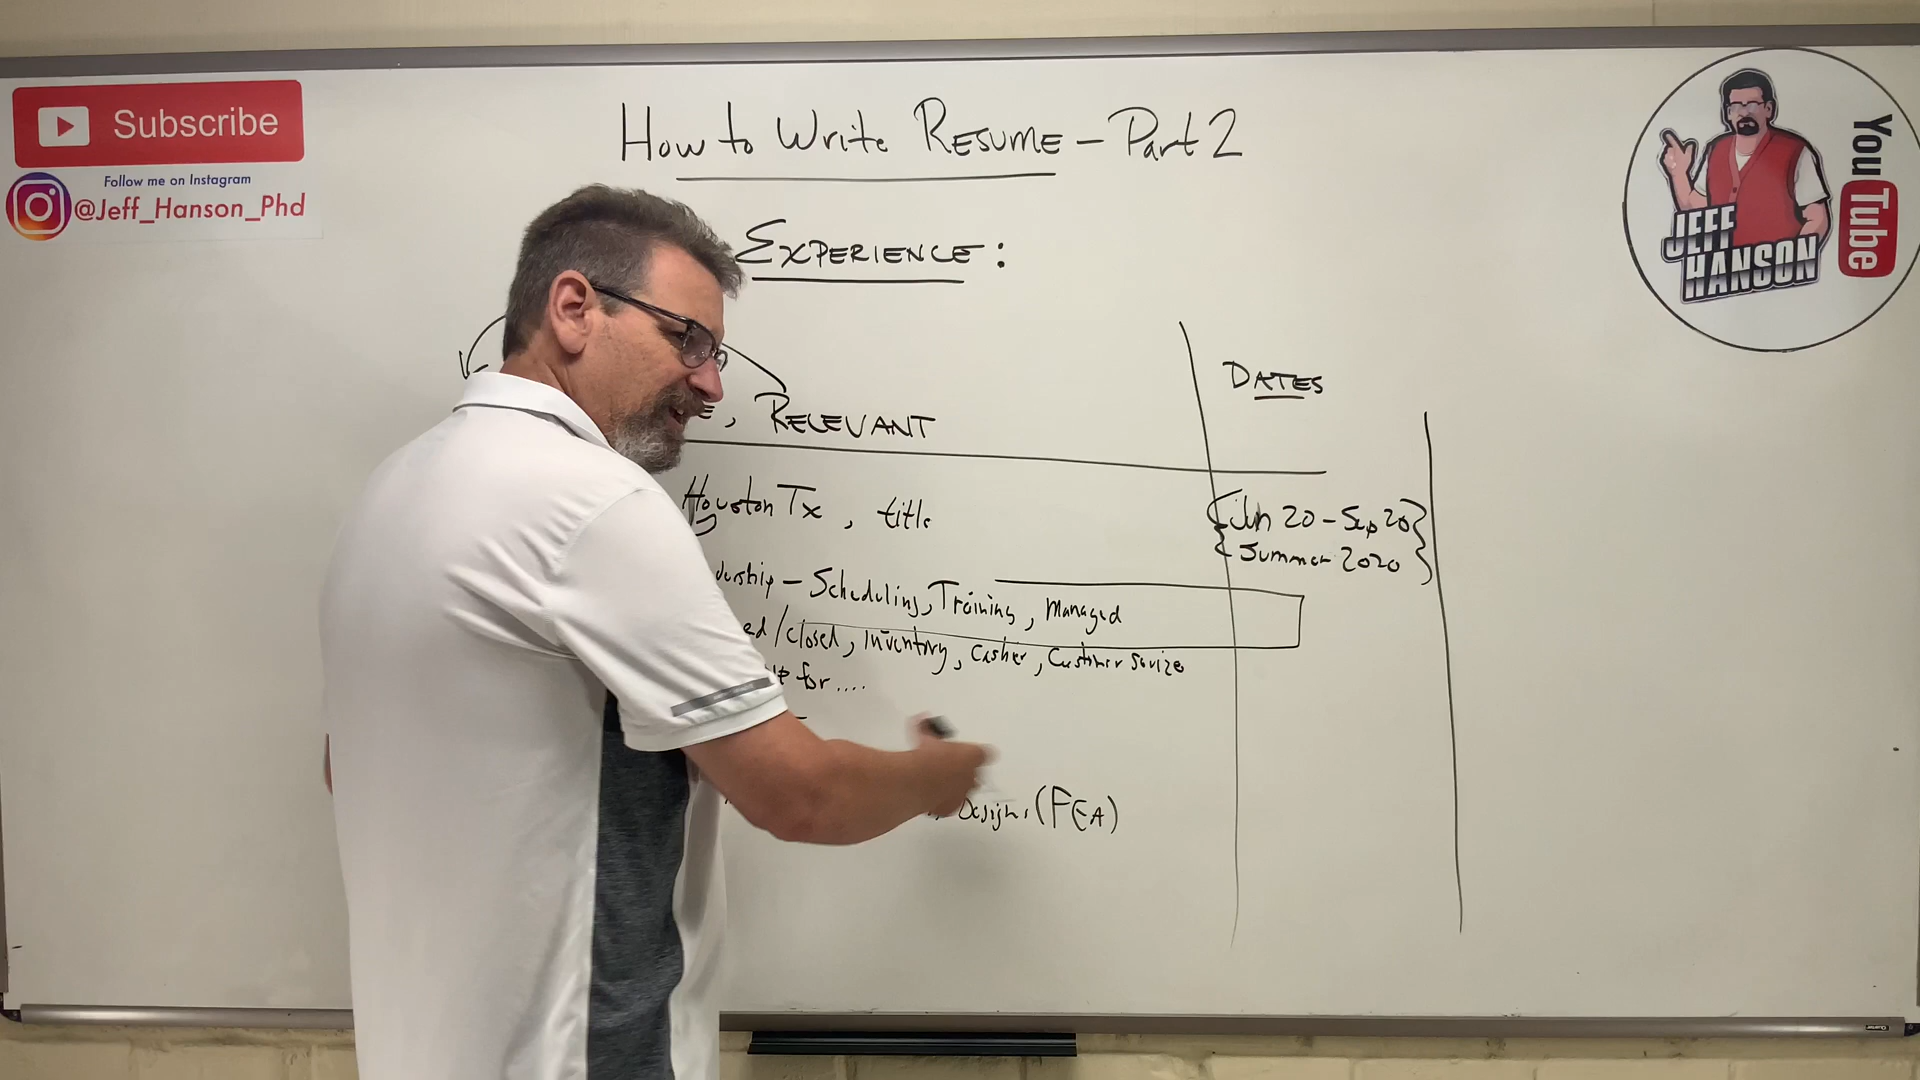 Subscribe
Follow me on Instagram
@Jeff_Hanson_Phd
How to Write RESUME - Part 2
EXPERIENCE:
YouTube
JEFF
HANSON
DATES
, RELEVANT
Houston Tx, title
Jun 20 - Sep 20
Summer 2020
dership - Scheduling, Training, Managed
ed/closed, Inventory, Casher, Customer Servize
for....
Design, (FEA)